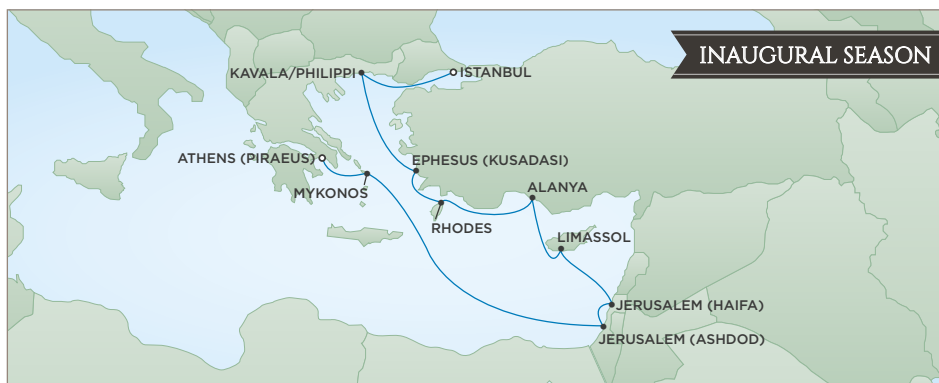 INAUGURAL SEASON
KAVALA/PHILIPPI
ISTANBUL
ATHENS (PIRAEUS)
EPHESUS (KUSADASI)
MYKONOS
ALANYA
RHODES
LIMASSOL
JERUSALEM (HAIFA)
JERUSALEM (ASHDOD)